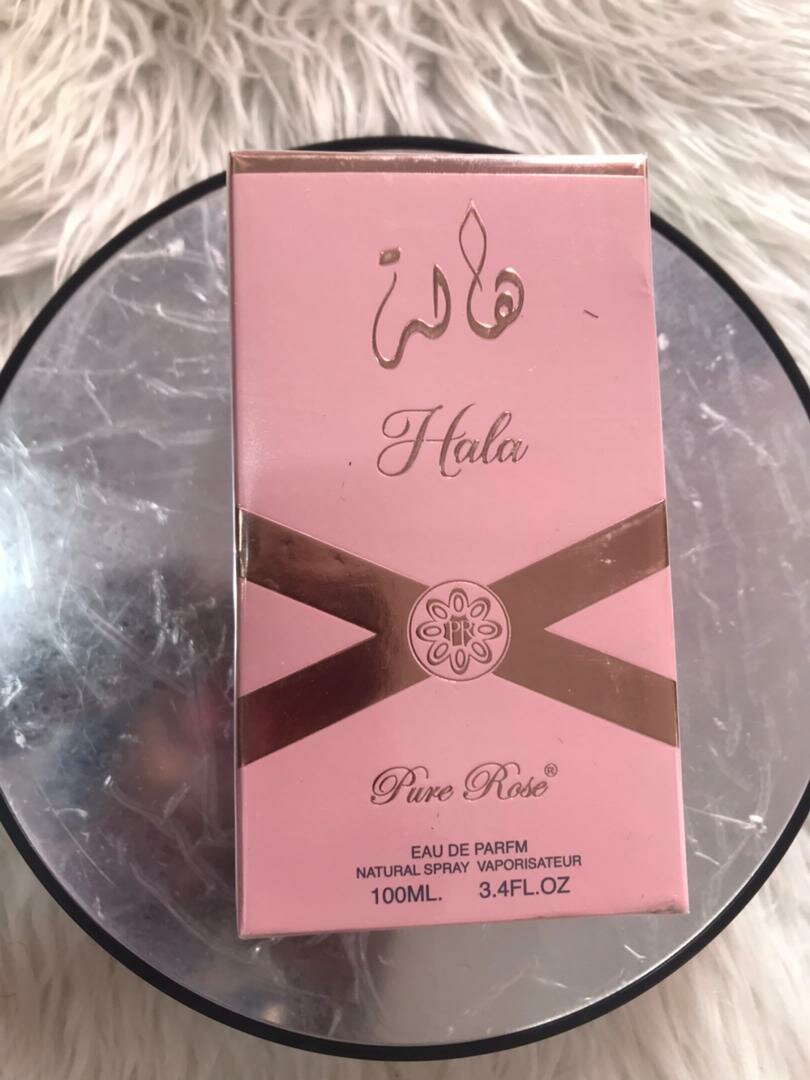 هالة
Hala
PR
Pure Rose®
EAU DE PARFM
NATURAL SPRAY VAPORISATEUR
100ML. 3.4FL.OZ